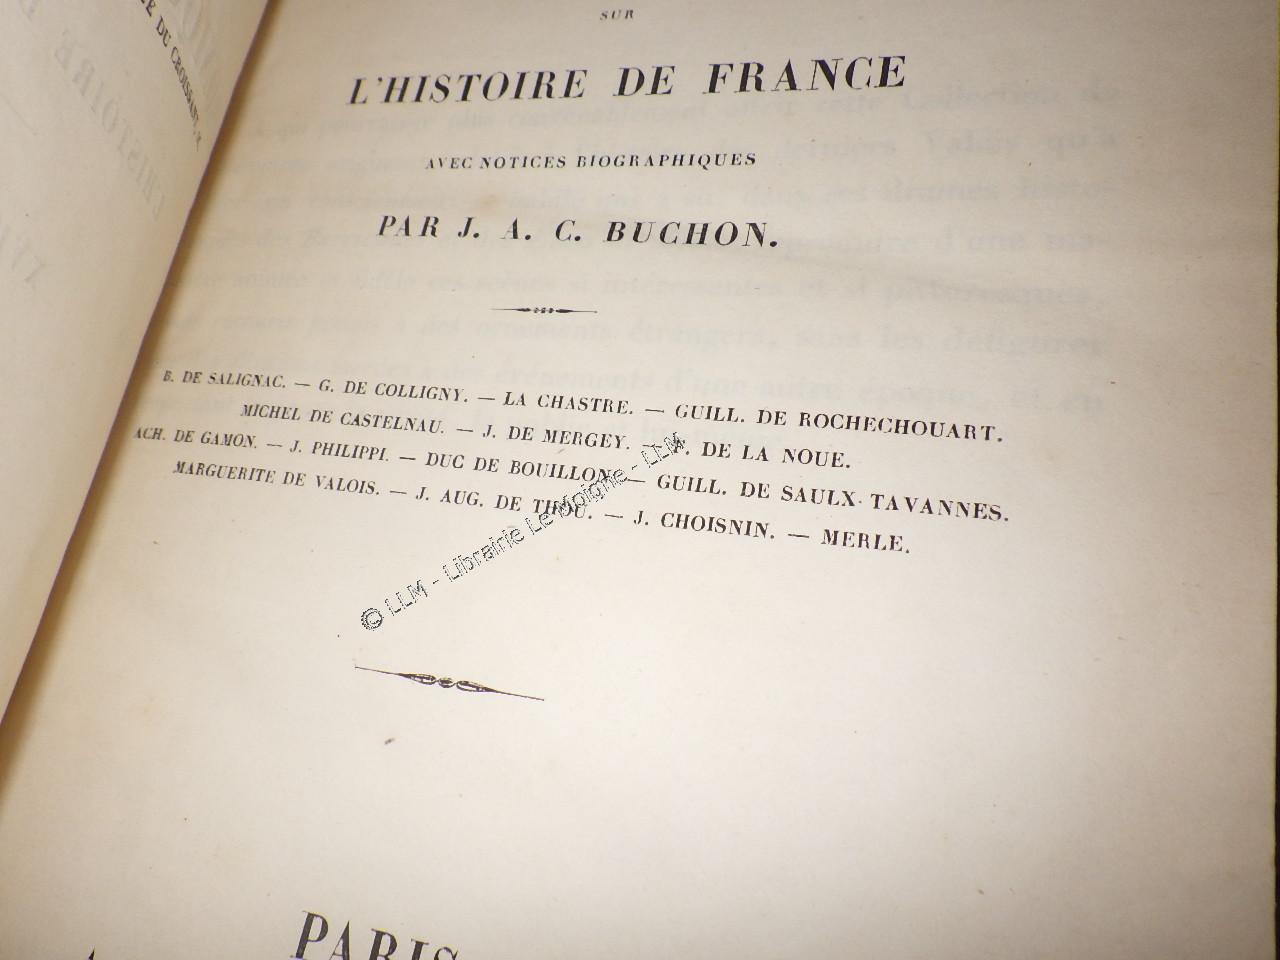 SUR
L'HISTOIRE DE FRANCE
AVEC NOTICES BIOGRAPHIQUES
PAR J. A. C. BUCHON.
B. DE SALIGNAC. — G. DE COLLIGNY. — LA CHASTRE. — GUILL. DE ROCHECHOUART.
MICHEL DE CASTELNAU. — J. DE MERGEY. — DE LA NOUE.
ACH. DE GAMON. — J. PHILIPPI. — DUC DE BOUILLON. — GUILL. DE SAULX-TAVANNES.
MARGUERITE DE VALOIS. — J. AUG. DE THOU. — J. CHOISNIN. — MERLE.
© LLM - Librairie Le Moigne - LLM
PARIS
DU CROISSANT